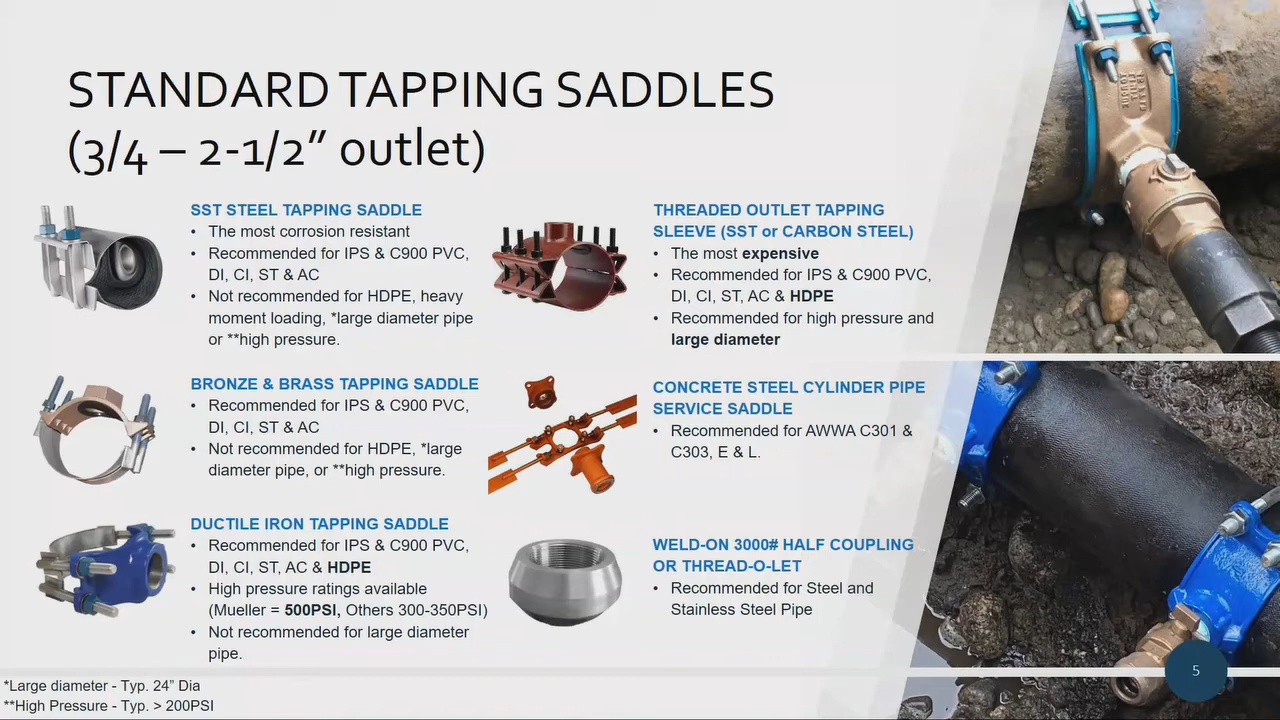 STANDARD TAPPING SADDLES
(3/4 – 2-1/2” outlet)
SST STEEL TAPPING SADDLE
• The most corrosion resistant
• Recommended for IPS & C900 PVC,
DI, CI, ST & AC
• Not recommended for HDPE, heavy
moment loading, *large diameter pipe
or **high pressure.
BRONZE & BRASS TAPPING SADDLE
• Recommended for IPS & C900 PVC,
DI, CI, ST & AC
• Not recommended for HDPE, *large
diameter pipe, or **high pressure.
DUCTILE IRON TAPPING SADDLE
• Recommended for IPS & C900 PVC,
DI, CI, ST, AC & HDPE
• High pressure ratings available
(Mueller = 500PSI, Others 300-350PSI)
• Not recommended for large diameter
pipe.
THREADED OUTLET TAPPING
SLEEVE (SST or CARBON STEEL)
• The most expensive
• Recommended for IPS & C900 PVC,
DI, CI, ST, AC & HDPE
• Recommended for high pressure and
large diameter
CONCRETE STEEL CYLINDER PIPE
SERVICE SADDLE
• Recommended for AWWA C301 &
C303, E & L.
WELD-ON 3000# HALF COUPLING
OR THREAD-O-LET
• Recommended for Steel and
Stainless Steel Pipe
*Large diameter - Typ. 24” Dia
**High Pressure - Typ. > 200PSI
5